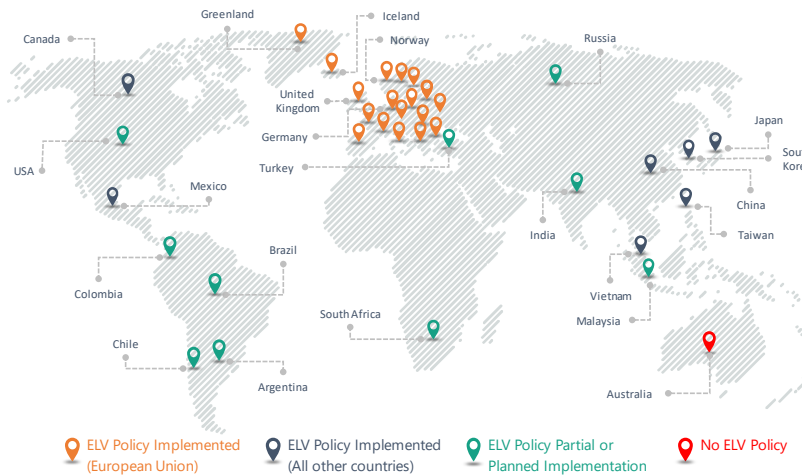 Greenland
Iceland
Canada
Norway
Russia
United
Kingdom
Germany
Japan
South
Kore
USA
Turkey
Mexico
China
India
Taiwan
Brazil
Colombia
Vietnam
South Africa
Malaysia
Chile
Argentina
Australia
ELV Policy Implemented
(European Union)
ELV Policy Implemented
(All other countries)
ELV Policy Partial or
Planned Implementation
No ELV Policy